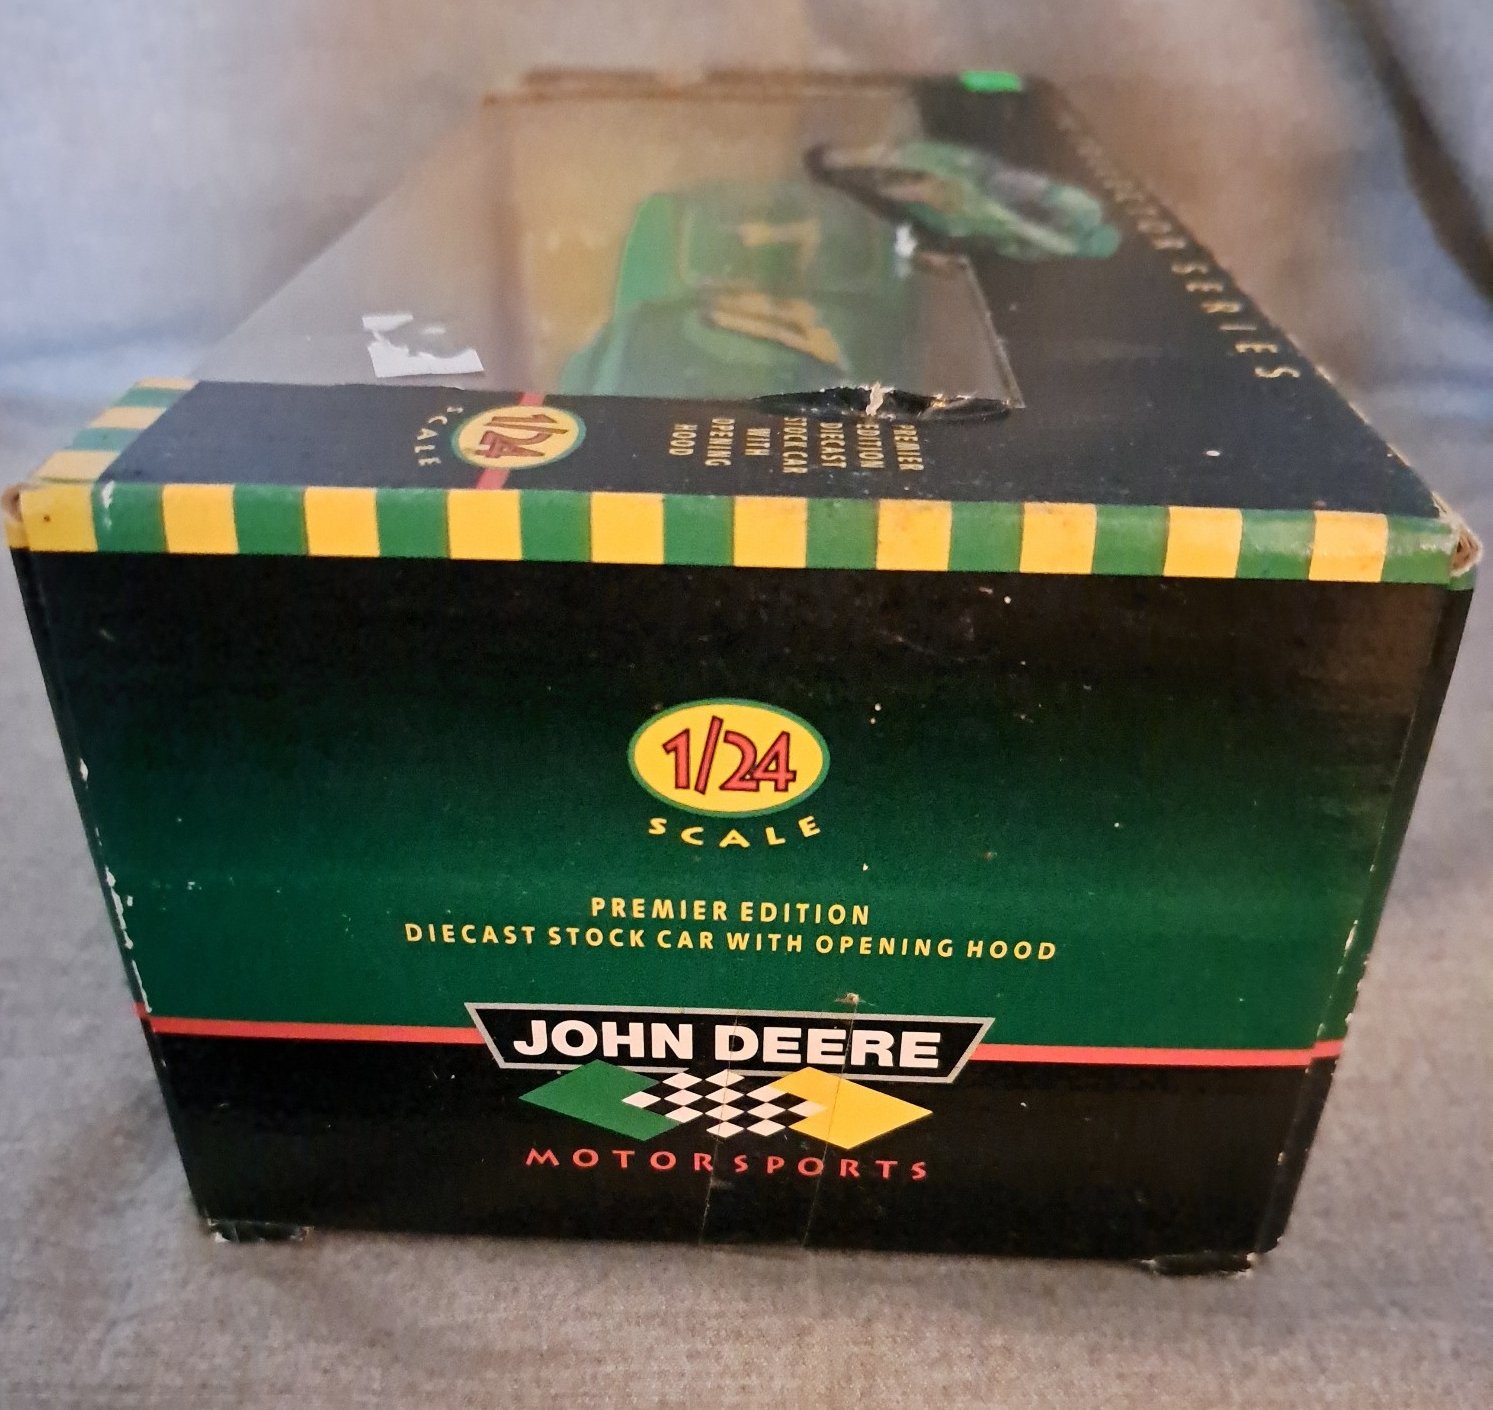 COLLECTOR SERIES
1/24
SCALE
PREMIER
EDITION
DIECAST
STOCK CAR
WITH
OPENING
HOOD
1/24
SCALE
PREMIER EDITION
DIECAST STOCK CAR WITH OPENING HOOD
JOHN DEERE
MOTORSPORTS